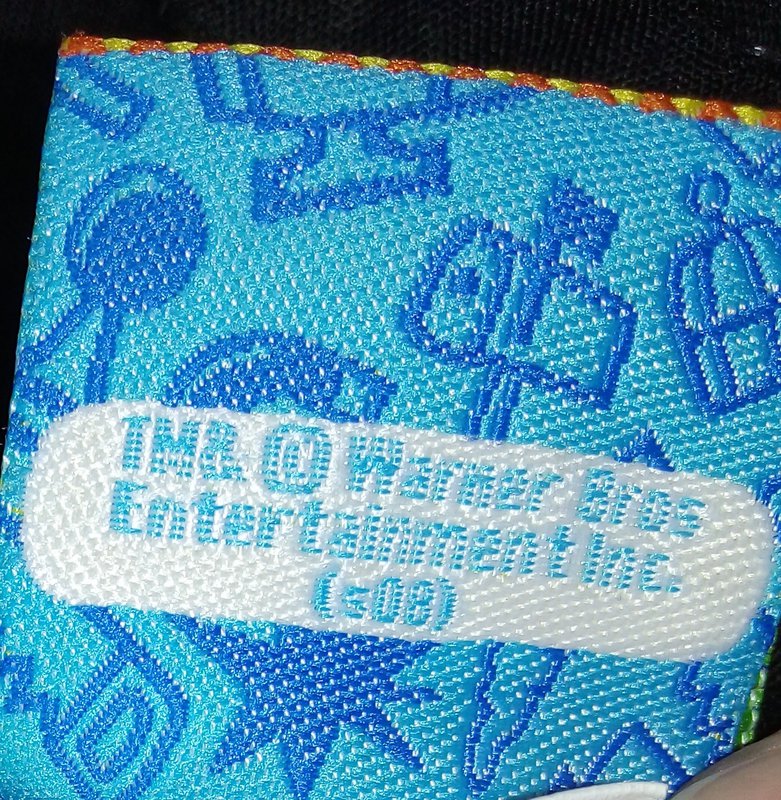 TM& © Warner Bros
Entertainment Inc.
(s08)